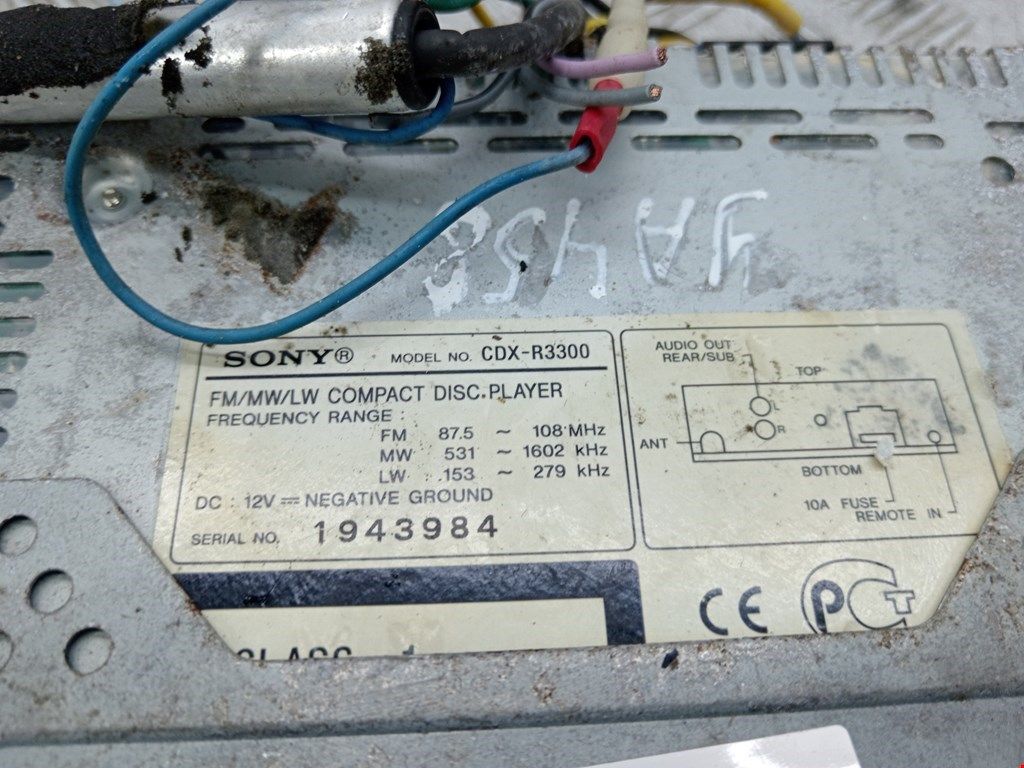 SONY® MODEL NO. CDX-R3300
FM/MW/LW COMPACT DISC PLAYER
FREQUENCY RANGE :
FM 87.5 ~ 108 MHz
MW 531 ~ 1602 kHz
LW 153 ~ 279 kHz
DC : 12V ⎓ NEGATIVE GROUND
SERIAL NO. 1943984
AUDIO OUT
REAR/SUB
TOP
L
R
ANT
BOTTOM
10A FUSE
REMOTE IN
CE